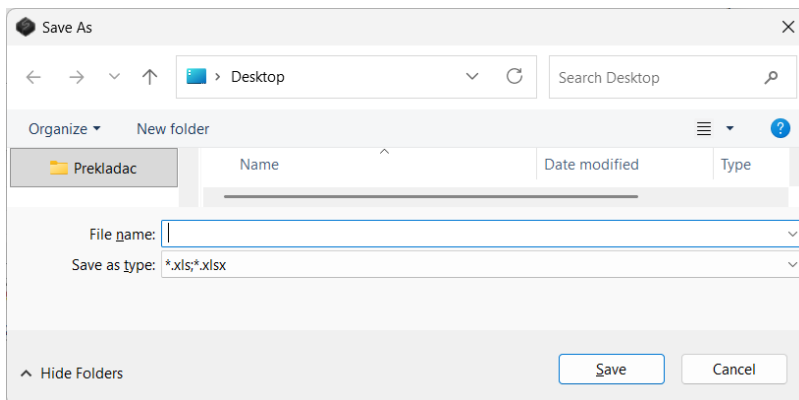 Save As
Desktop
Search Desktop
Organize
New folder
Prekladac
Name
Date modified
Type
File name:
Save as type: *.xls;*.xlsx
Hide Folders
Save
Cancel